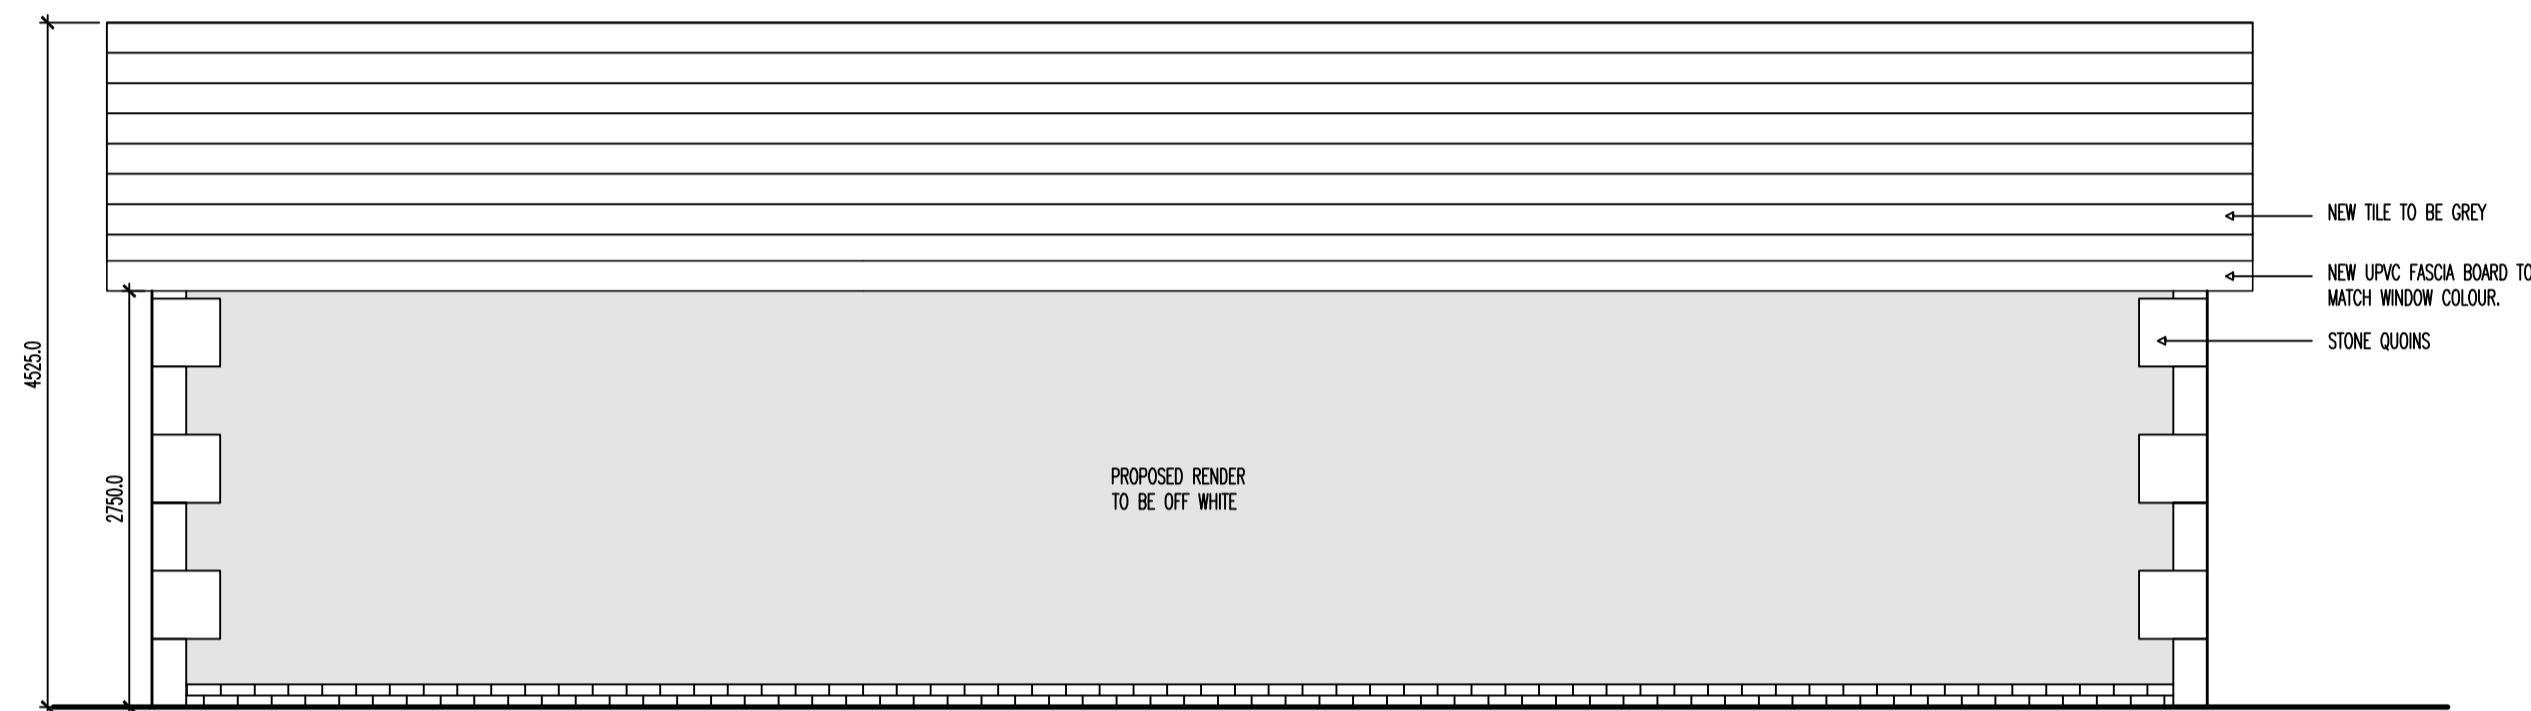 NEW TILE TO BE GREY
NEW UPVC FASCIA BOARD TO
MATCH WINDOW COLOUR.
STONE QUOINS
4525.0
2750.0
PROPOSED RENDER
TO BE OFF WHITE